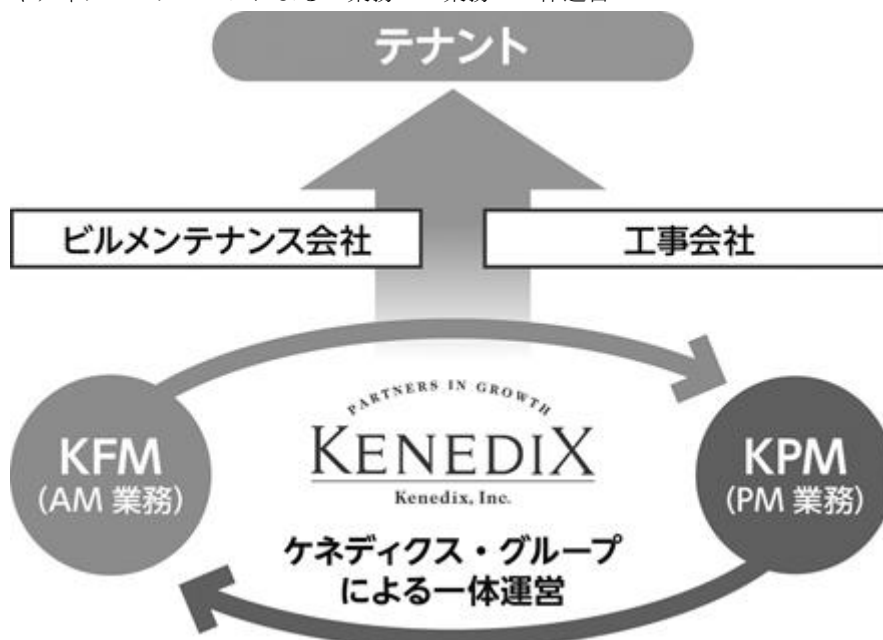 テナント
ビルメンテナンス会社
工事会社
PARTNERS IN GROWTH
KENEDIX
Kenedix, Inc.
KFM
(AM 業務)
KPM
(PM 業務)
ケネディクス・グループ
による一体運営